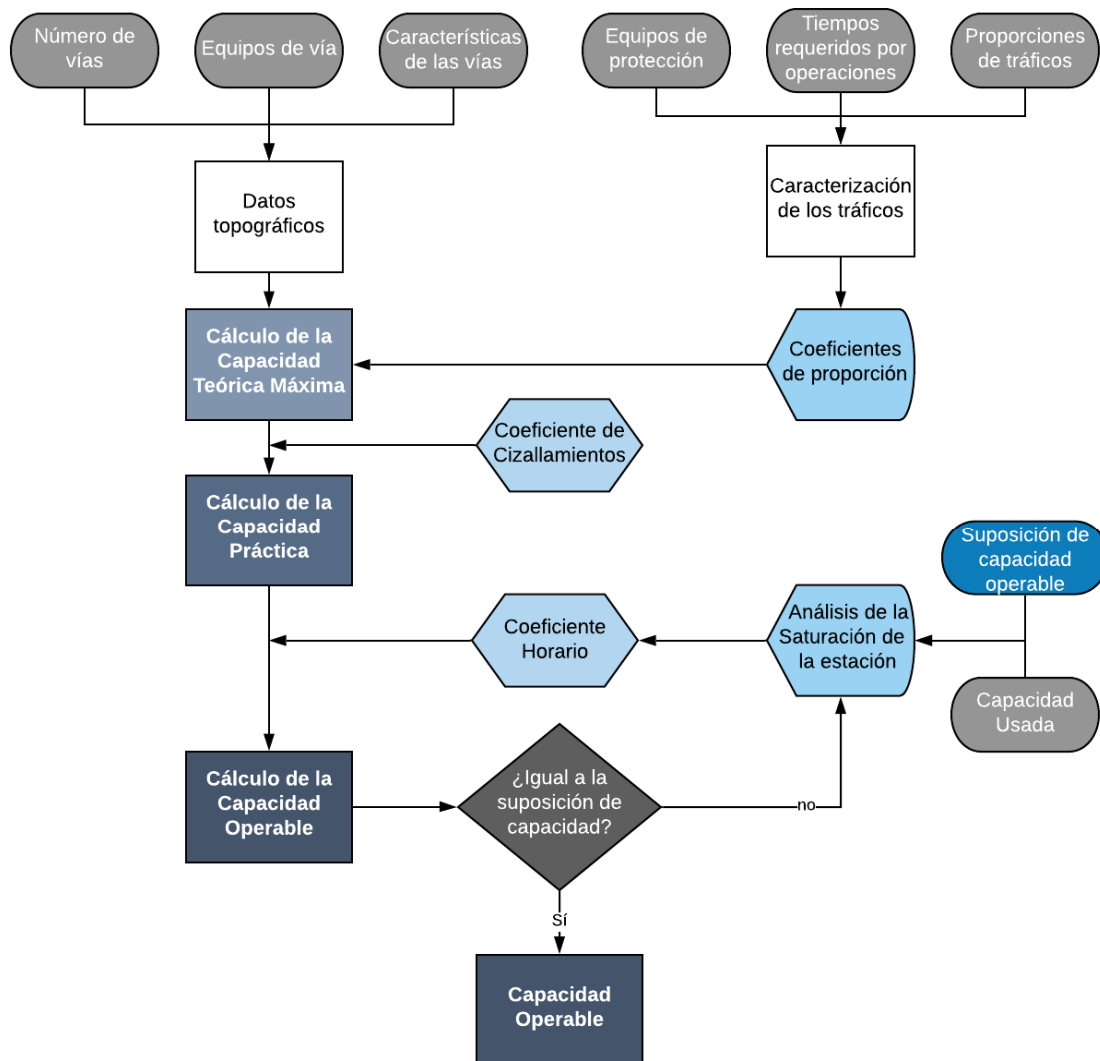 Número de
vías
Equipos de vía
Características
de las vías
Equipos de
protección
Tiempos
requeridos por
operaciones
Proporciones
de tráficos
Datos
topográficos
Caracterización
de los tráficos
Cálculo de la
Capacidad
Teórica Máxima
Coeficientes
de proporción
Coeficiente de
Cizallamientos
Cálculo de la
Capacidad
Práctica
Suposición de
capacidad
operable
Coeficiente
Horario
Análisis de la
Saturación de
la estación
Capacidad
Usada
Cálculo de la
Capacidad
Operable
¿Igual a la
suposición de
capacidad?
no
Sí
Capacidad
Operable